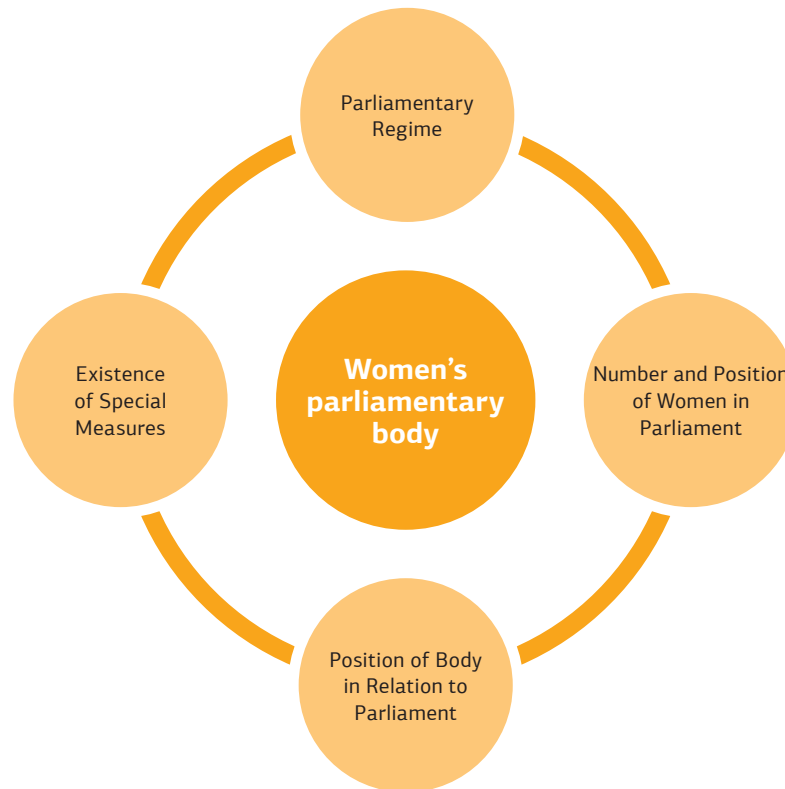 Parliamentary
Regime
Existence
of Special
Measures
Women’s
parliamentary
body
Number and Position
of Women in
Parliament
Position of Body
in Relation to
Parliament